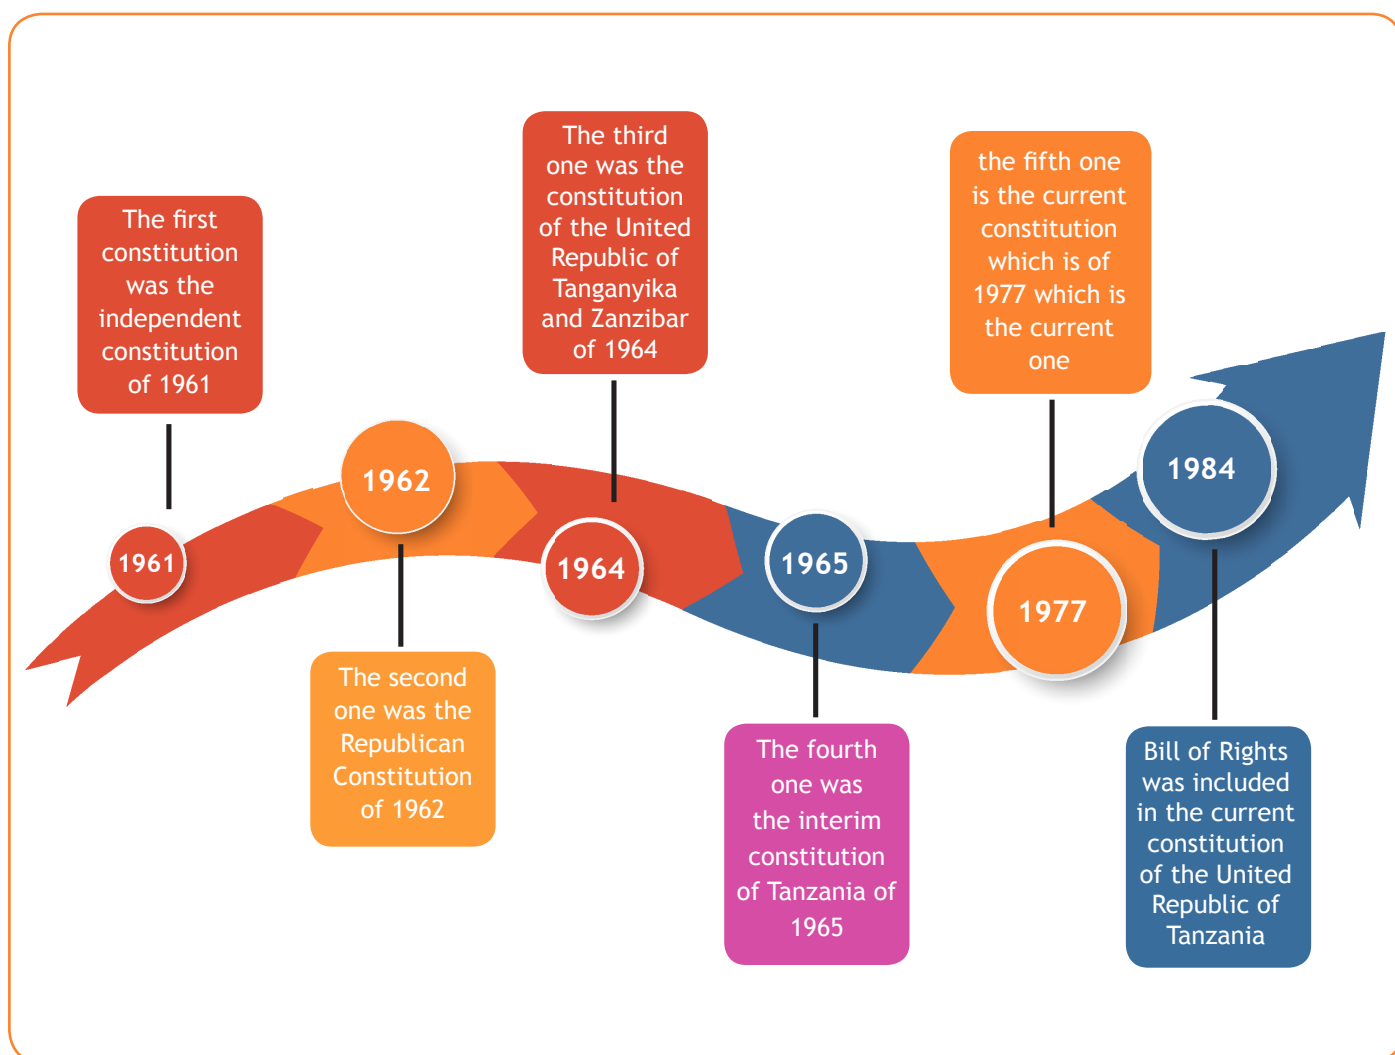 The first
constitution
was the
independent
constitution
of 1961
1961
1962
The second
one was the
Republican
Constitution
of 1962
The third
one was the
constitution
of the United
Republic of
Tanganyika
and Zanzibar
of 1964
1964
1965
The fourth
one was
the interim
constitution
of Tanzania of
1965
the fifth one
is the current
constitution
which is of
1977 which is
the current
one
1977
1984
Bill of Rights
was included
in the current
constitution
of the United
Republic of
Tanzania